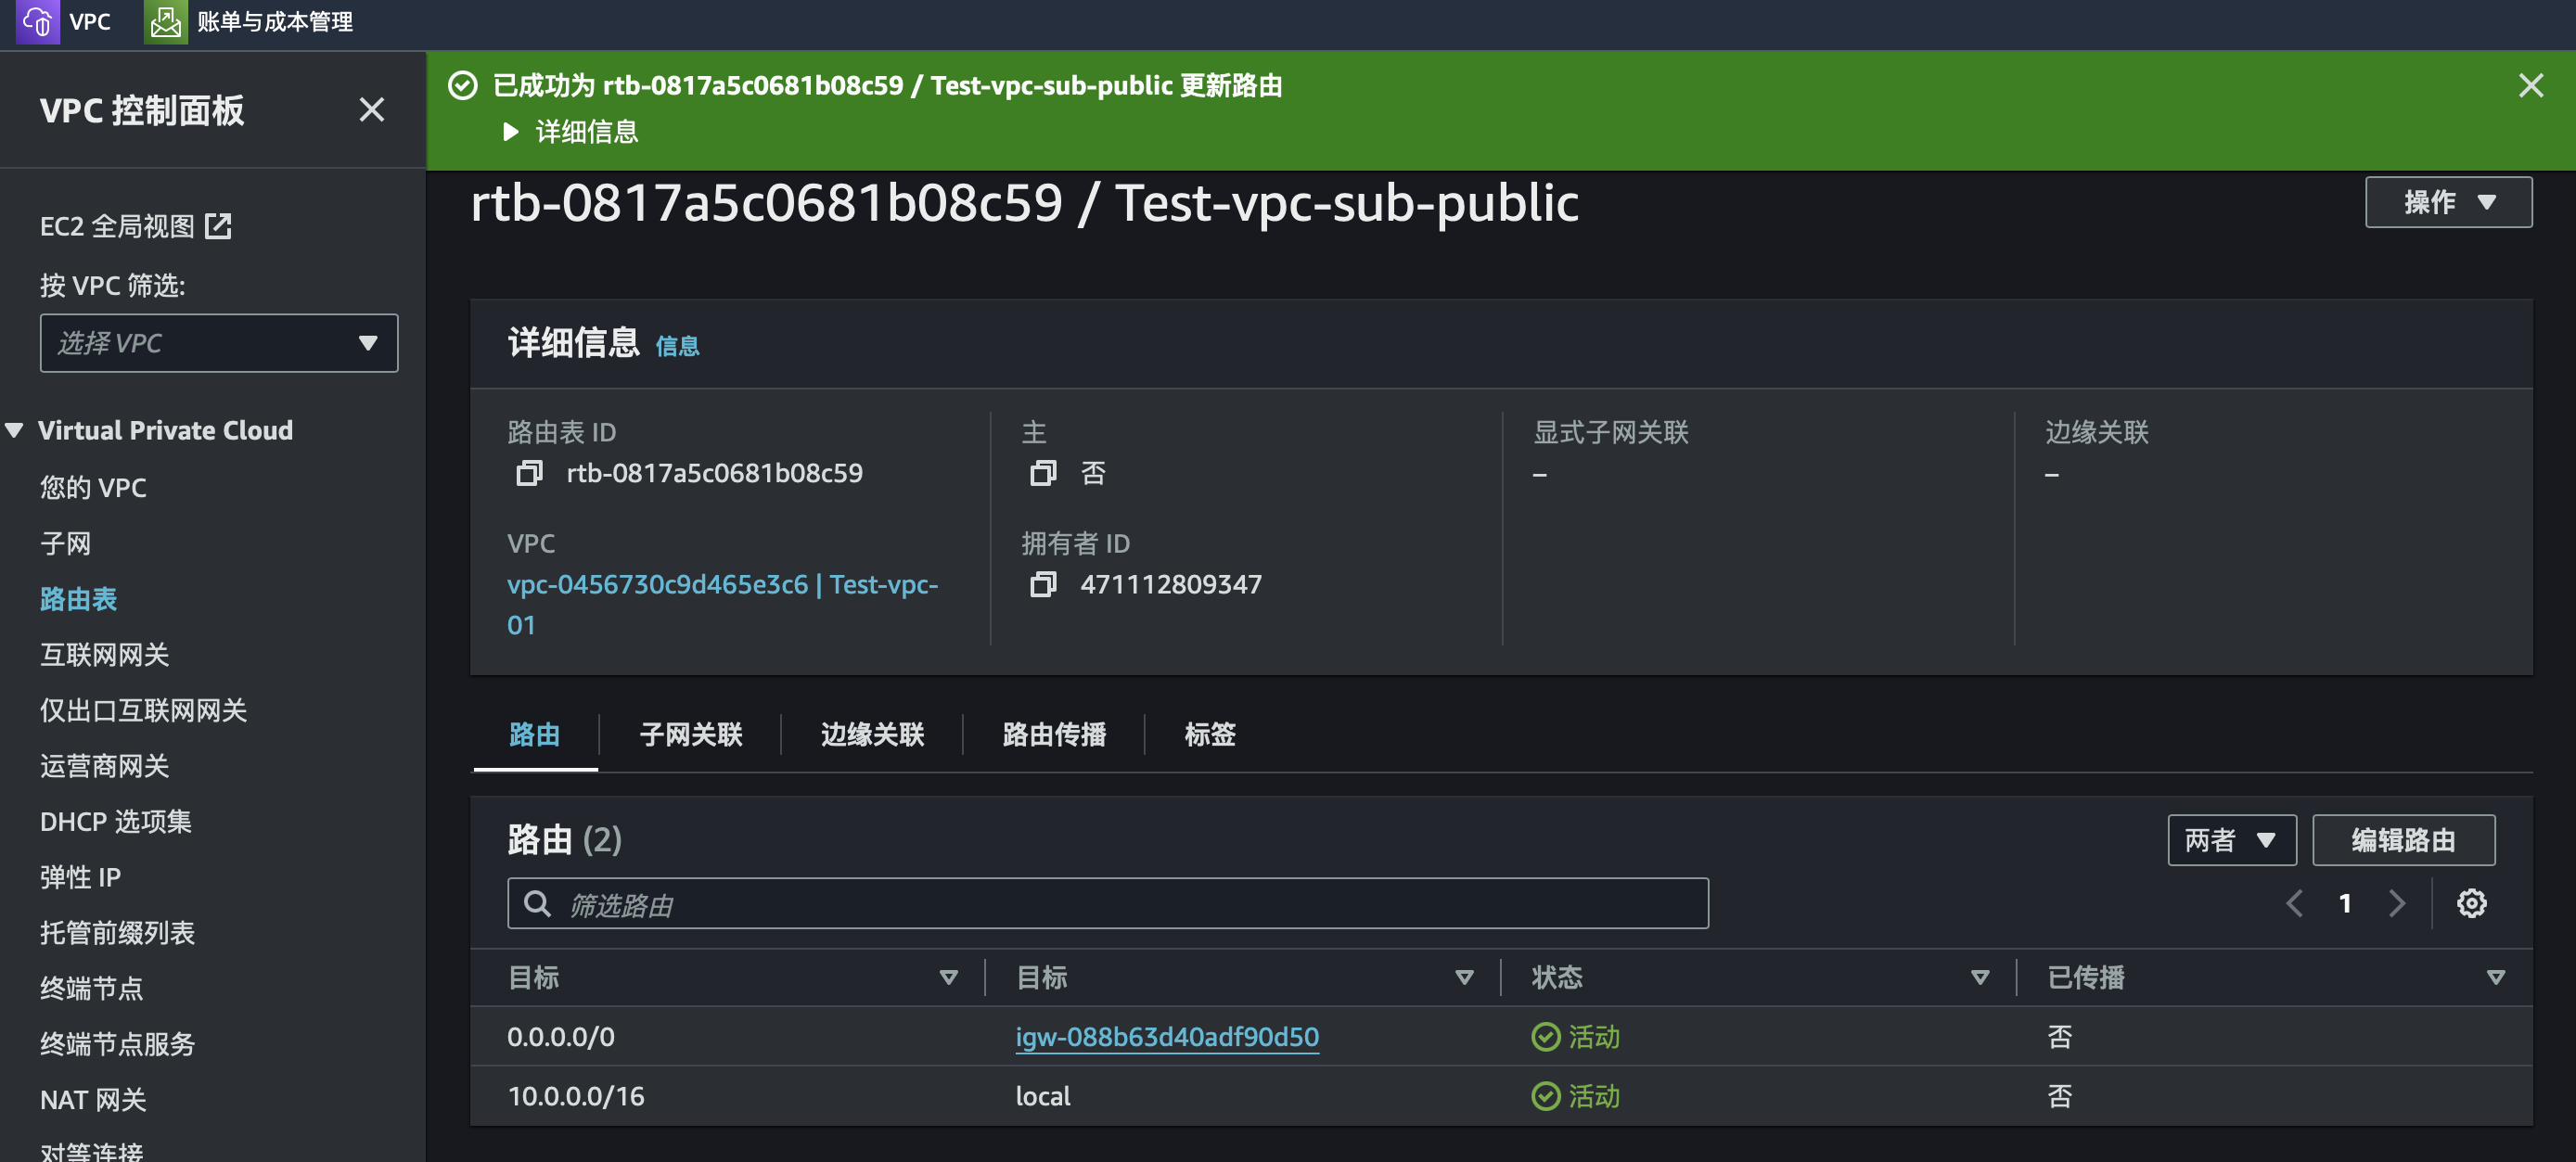 VPC 账单与成本管理
VPC 控制面板
EC2 全局视图
按 VPC 筛选:
选择 VPC
Virtual Private Cloud
您的 VPC
子网
路由表
互联网网关
仅出口互联网网关
运营商网关
DHCP 选项集
弹性 IP
托管前缀列表
终端节点
终端节点服务
NAT 网关
对等连接
已成功为 rtb-0817a5c0681b08c59 / Test-vpc-sub-public 更新路由
详细信息
rtb-0817a5c0681b08c59 / Test-vpc-sub-public
操作
详细信息 信息
路由表 ID
rtb-0817a5c0681b08c59
主
否
显式子网关联
–
边缘关联
–
VPC
vpc-0456730c9d465e3c6 | Test-vpc-
01
拥有者 ID
471112809347
路由 子网关联 边缘关联 路由传播 标签
路由 (2)
两者 编辑路由
筛选路由
1
目标 目标 状态 已传播
0.0.0.0/0 igw-088b63d40adf90d50 活动 否
10.0.0.0/16 local 活动 否